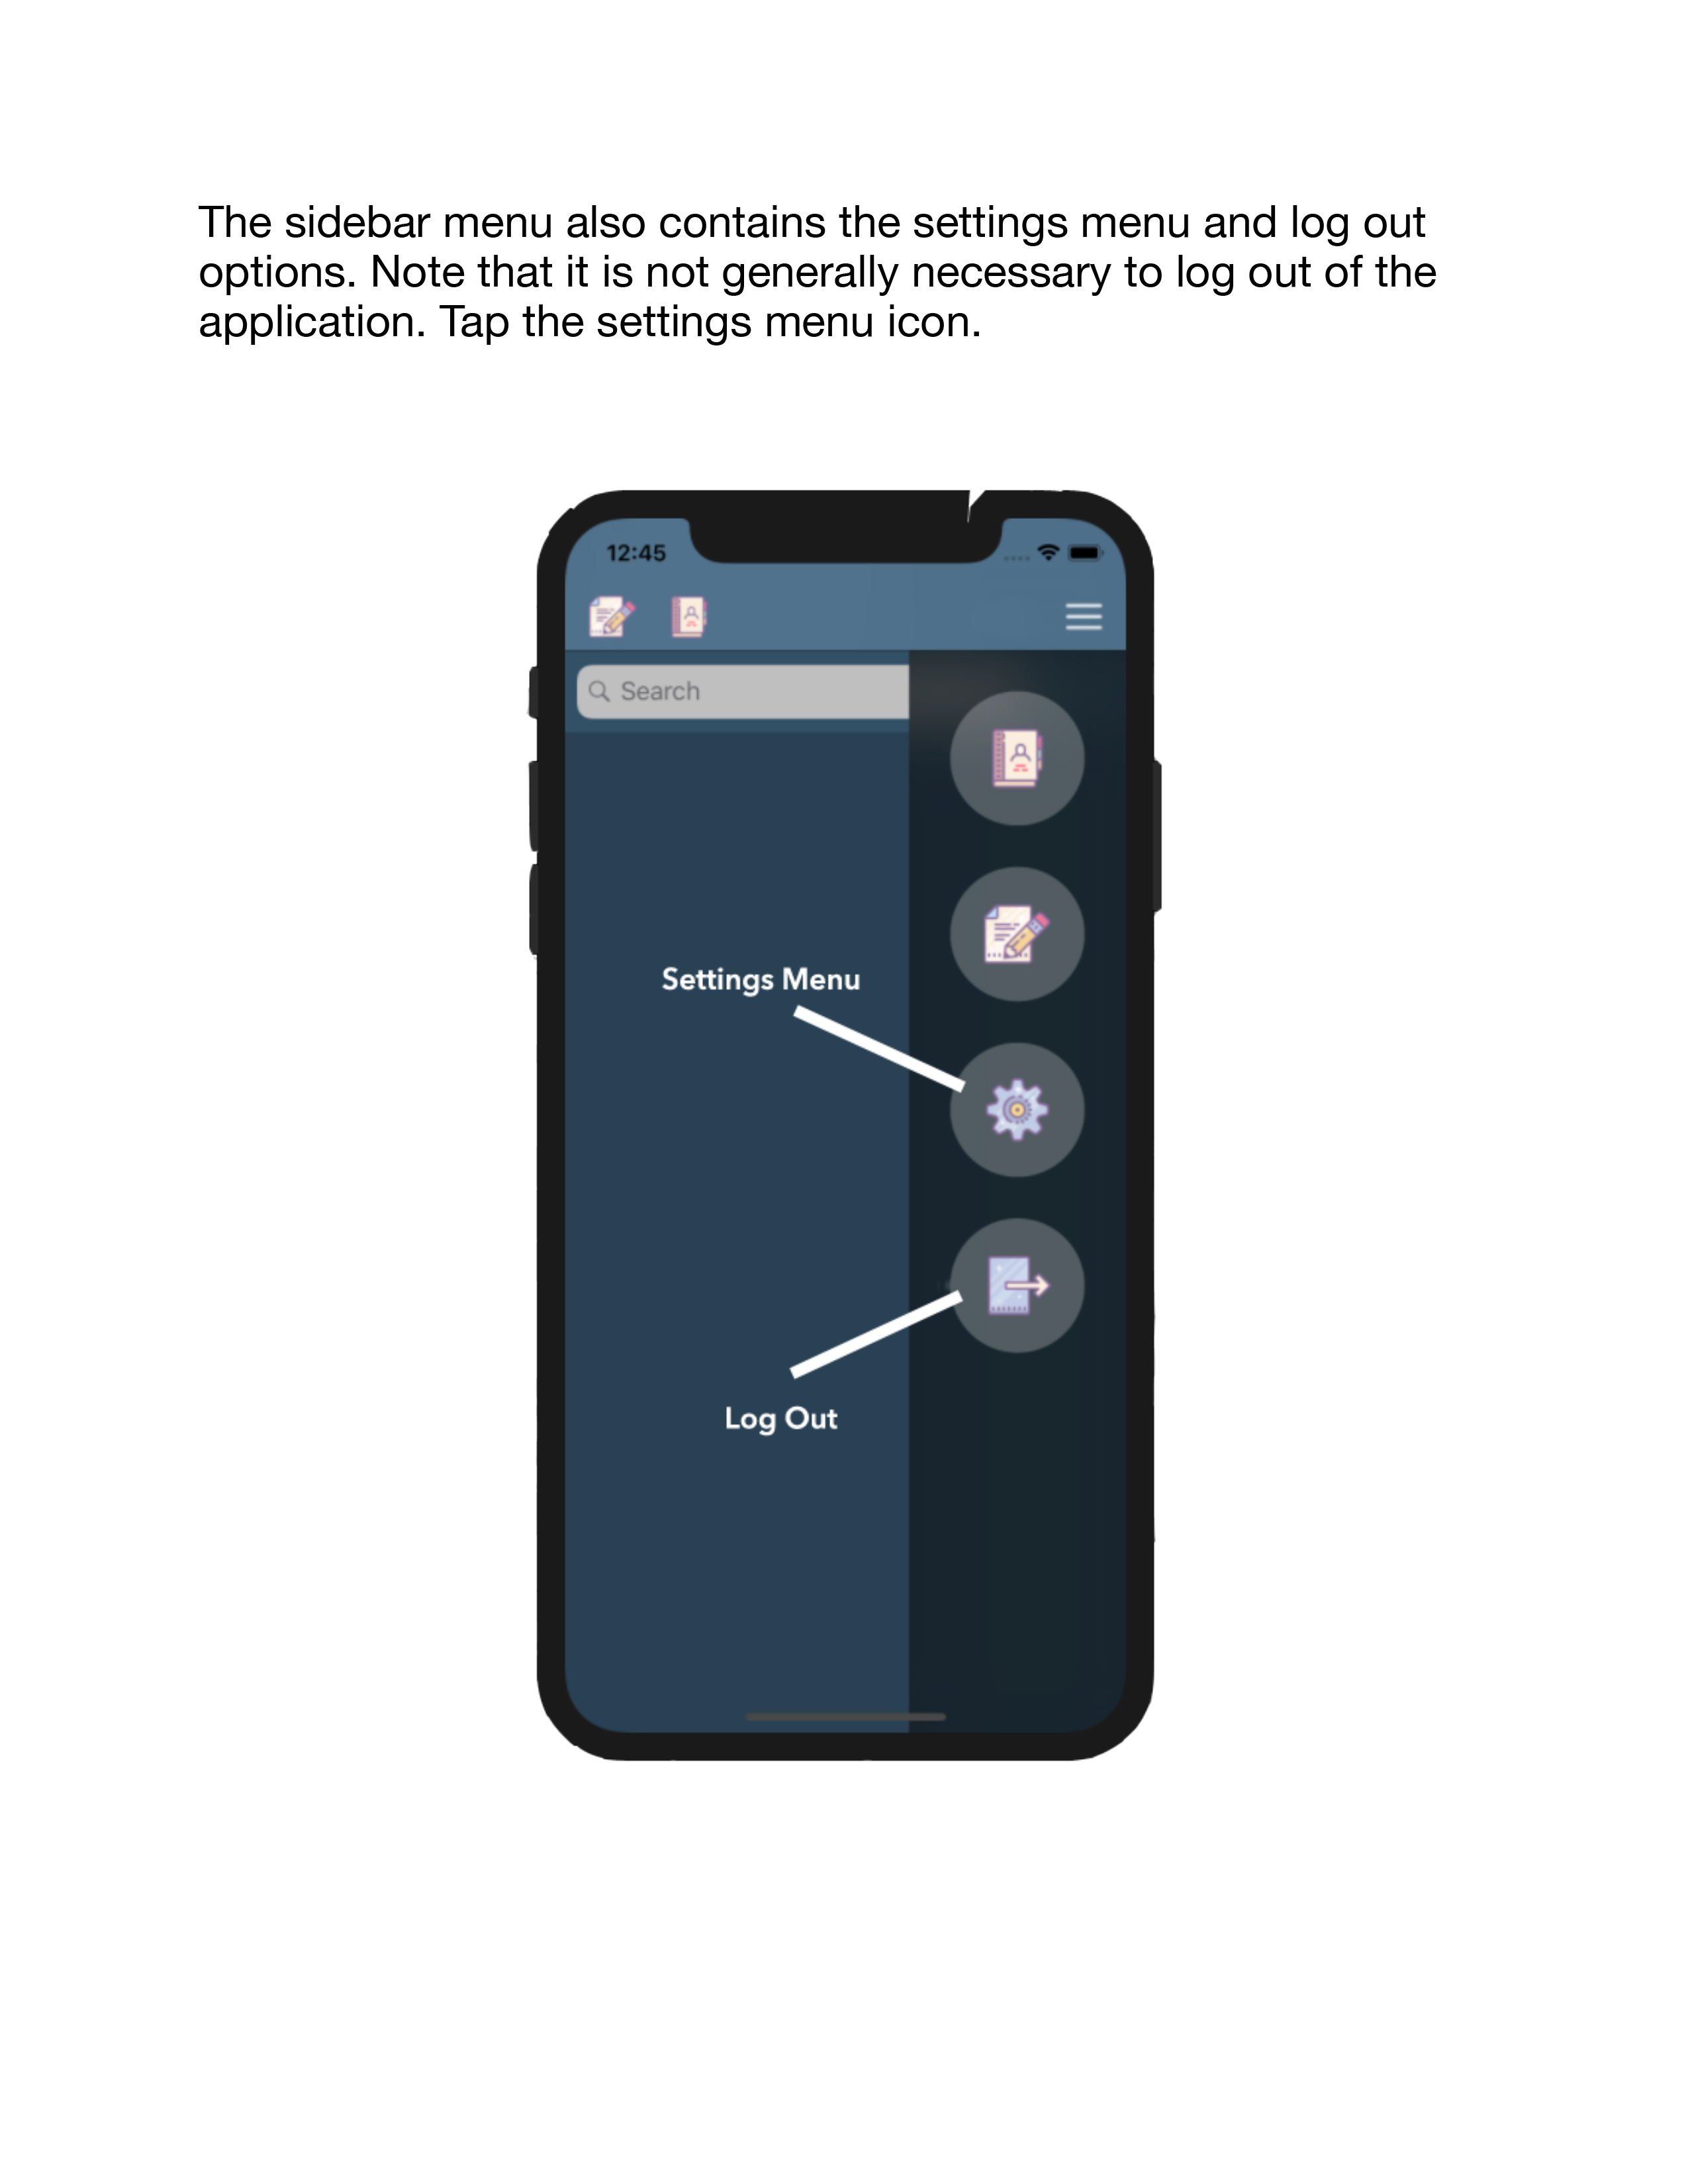 The sidebar menu also contains the settings menu and log out
options. Note that it is not generally necessary to log out of the
application. Tap the settings menu icon.
12:45
Search
Settings Menu
Log Out